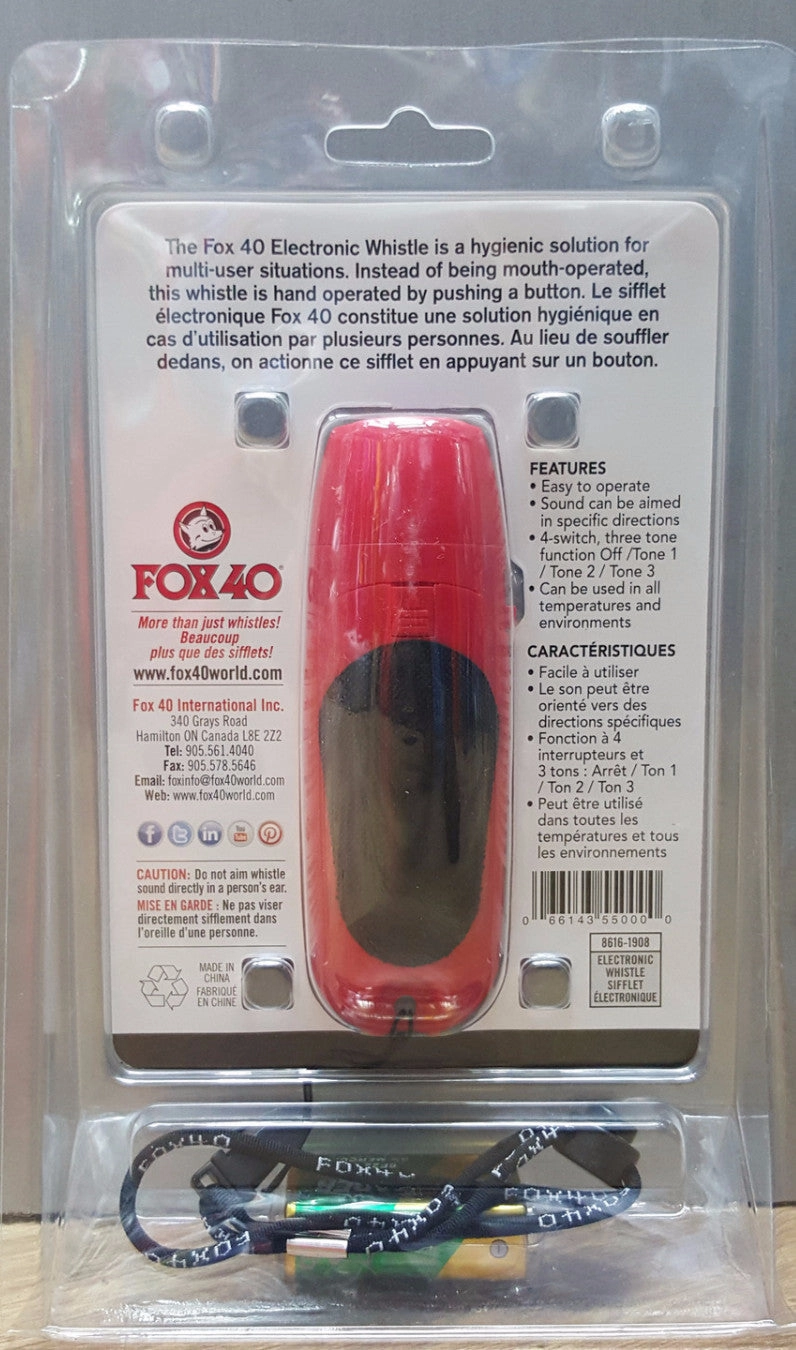 The Fox 40 Electronic Whistle is a hygienic solution for
multi-user situations. Instead of being mouth-operated,
this whistle is hand operated by pushing a button. Le sifflet
électronique Fox 40 constitue une solution hygiénique en
cas d'utilisation par plusieurs personnes. Au lieu de souffler
dedans, on actionne ce sifflet en appuyant sur un bouton.
FOX40®
More than just whistles!
Beaucoup
plus que des sifflets!
www.fox40world.com
Fox 40 International Inc.
340 Grays Road
Hamilton ON Canada L8E 2Z2
Tel: 905.561.4040
Fax: 905.578.5646
Email: foxinfo@fox40world.com
Web: www.fox40world.com
f t in You Tube P
CAUTION: Do not aim whistle
sound directly in a person's ear.
MISE EN GARDE : Ne pas viser
directement sifflement dans
l'oreille d'une personne.
MADE IN
CHINA
FABRIQUÉ
EN CHINE
FEATURES
• Easy to operate
• Sound can be aimed
in specific directions
• 4-switch, three tone
function Off /Tone 1
/ Tone 2 / Tone 3
• Can be used in all
temperatures and
environments
CARACTÉRISTIQUES
• Facile à utiliser
• Le son peut être
orienté vers des
directions spécifiques
• Fonction à 4
interrupteurs et
3 tons : Arrêt / Ton 1
/ Ton 2 / Ton 3
• Peut être utilisé
dans toutes les
températures et tous
les environnements
0 66143 55000 0
8616-1908
ELECTRONIC
WHISTLE
SIFFLET
ÉLECTRONIQUE
FOX40
FOX40
FOX40
FOX40
FOX40
FOX40
FOX40